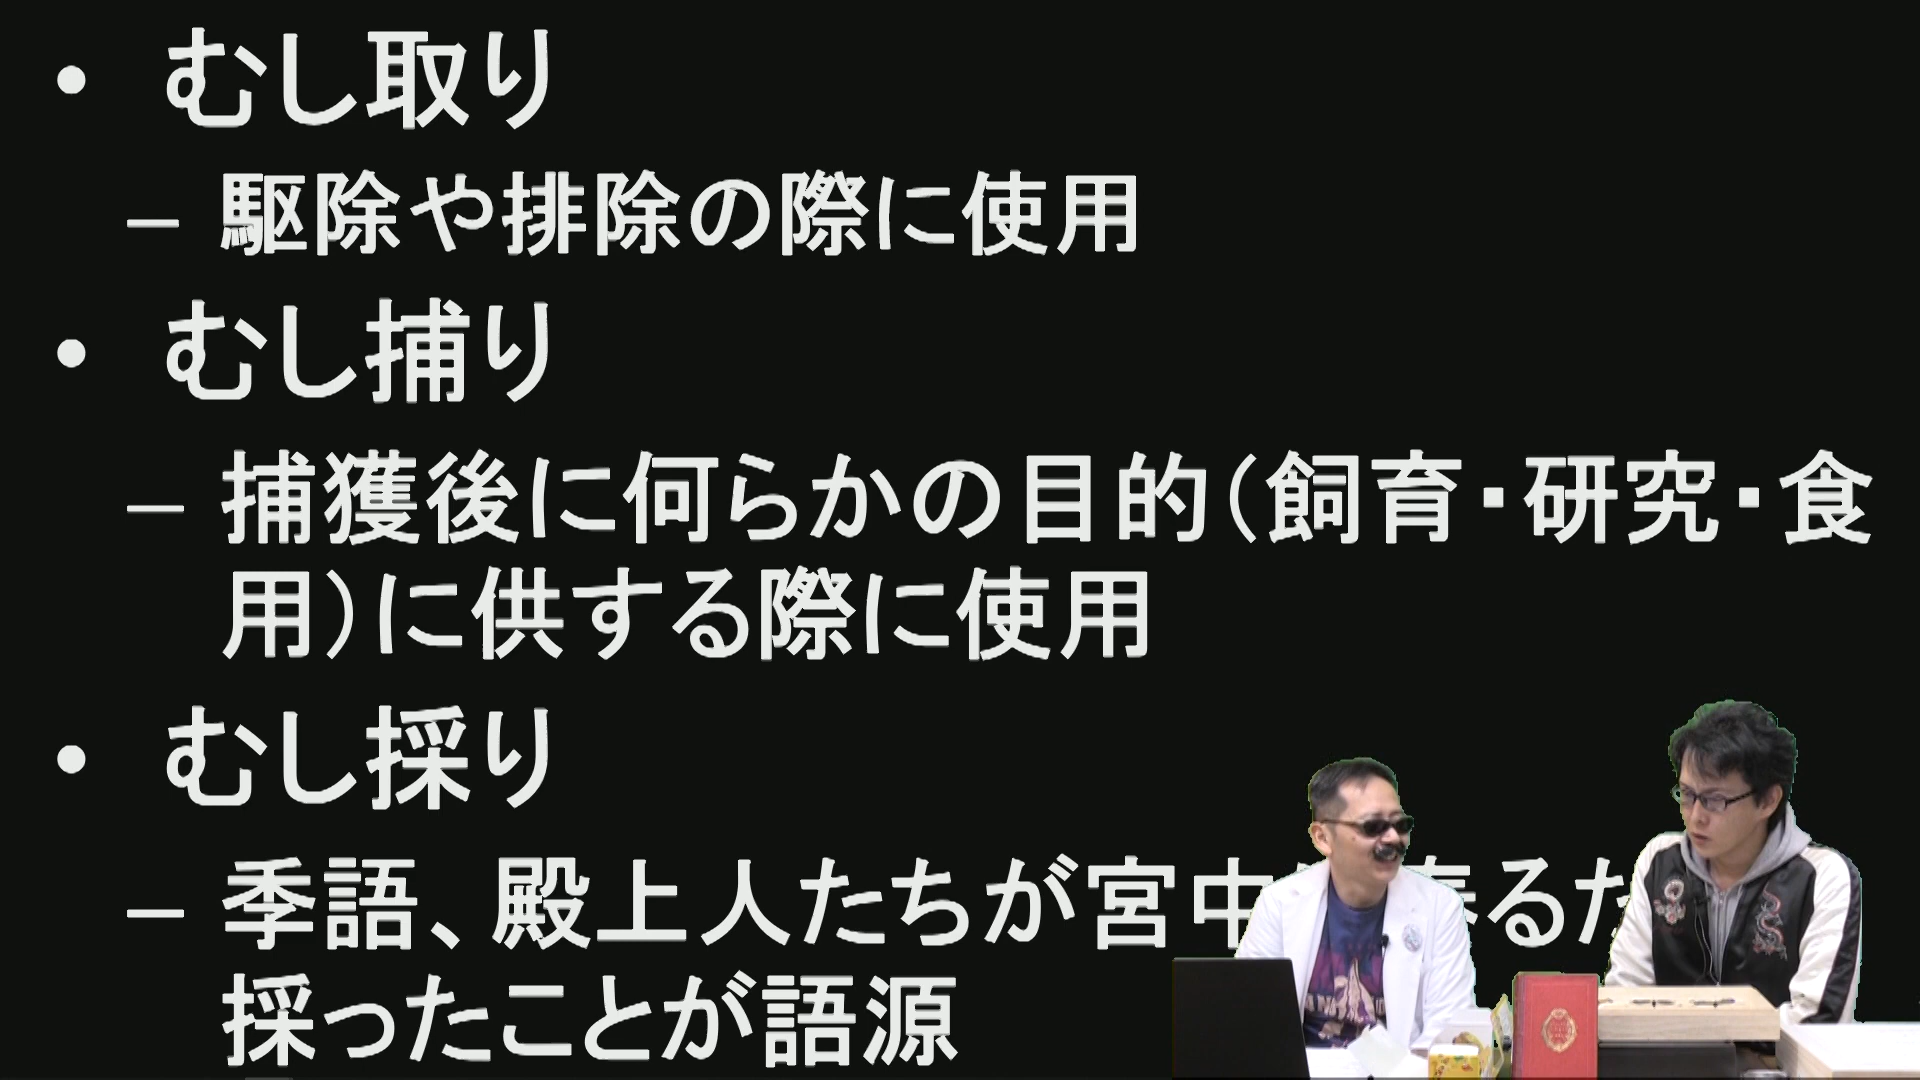 • むし取り
– 駆除や排除の際に使用
• むし捕り
– 捕獲後に何らかの目的(飼育・研究・食
用)に供する際に使用
• むし採り
– 季語、殿上人たちが宮中 奉るた
採ったことが語源